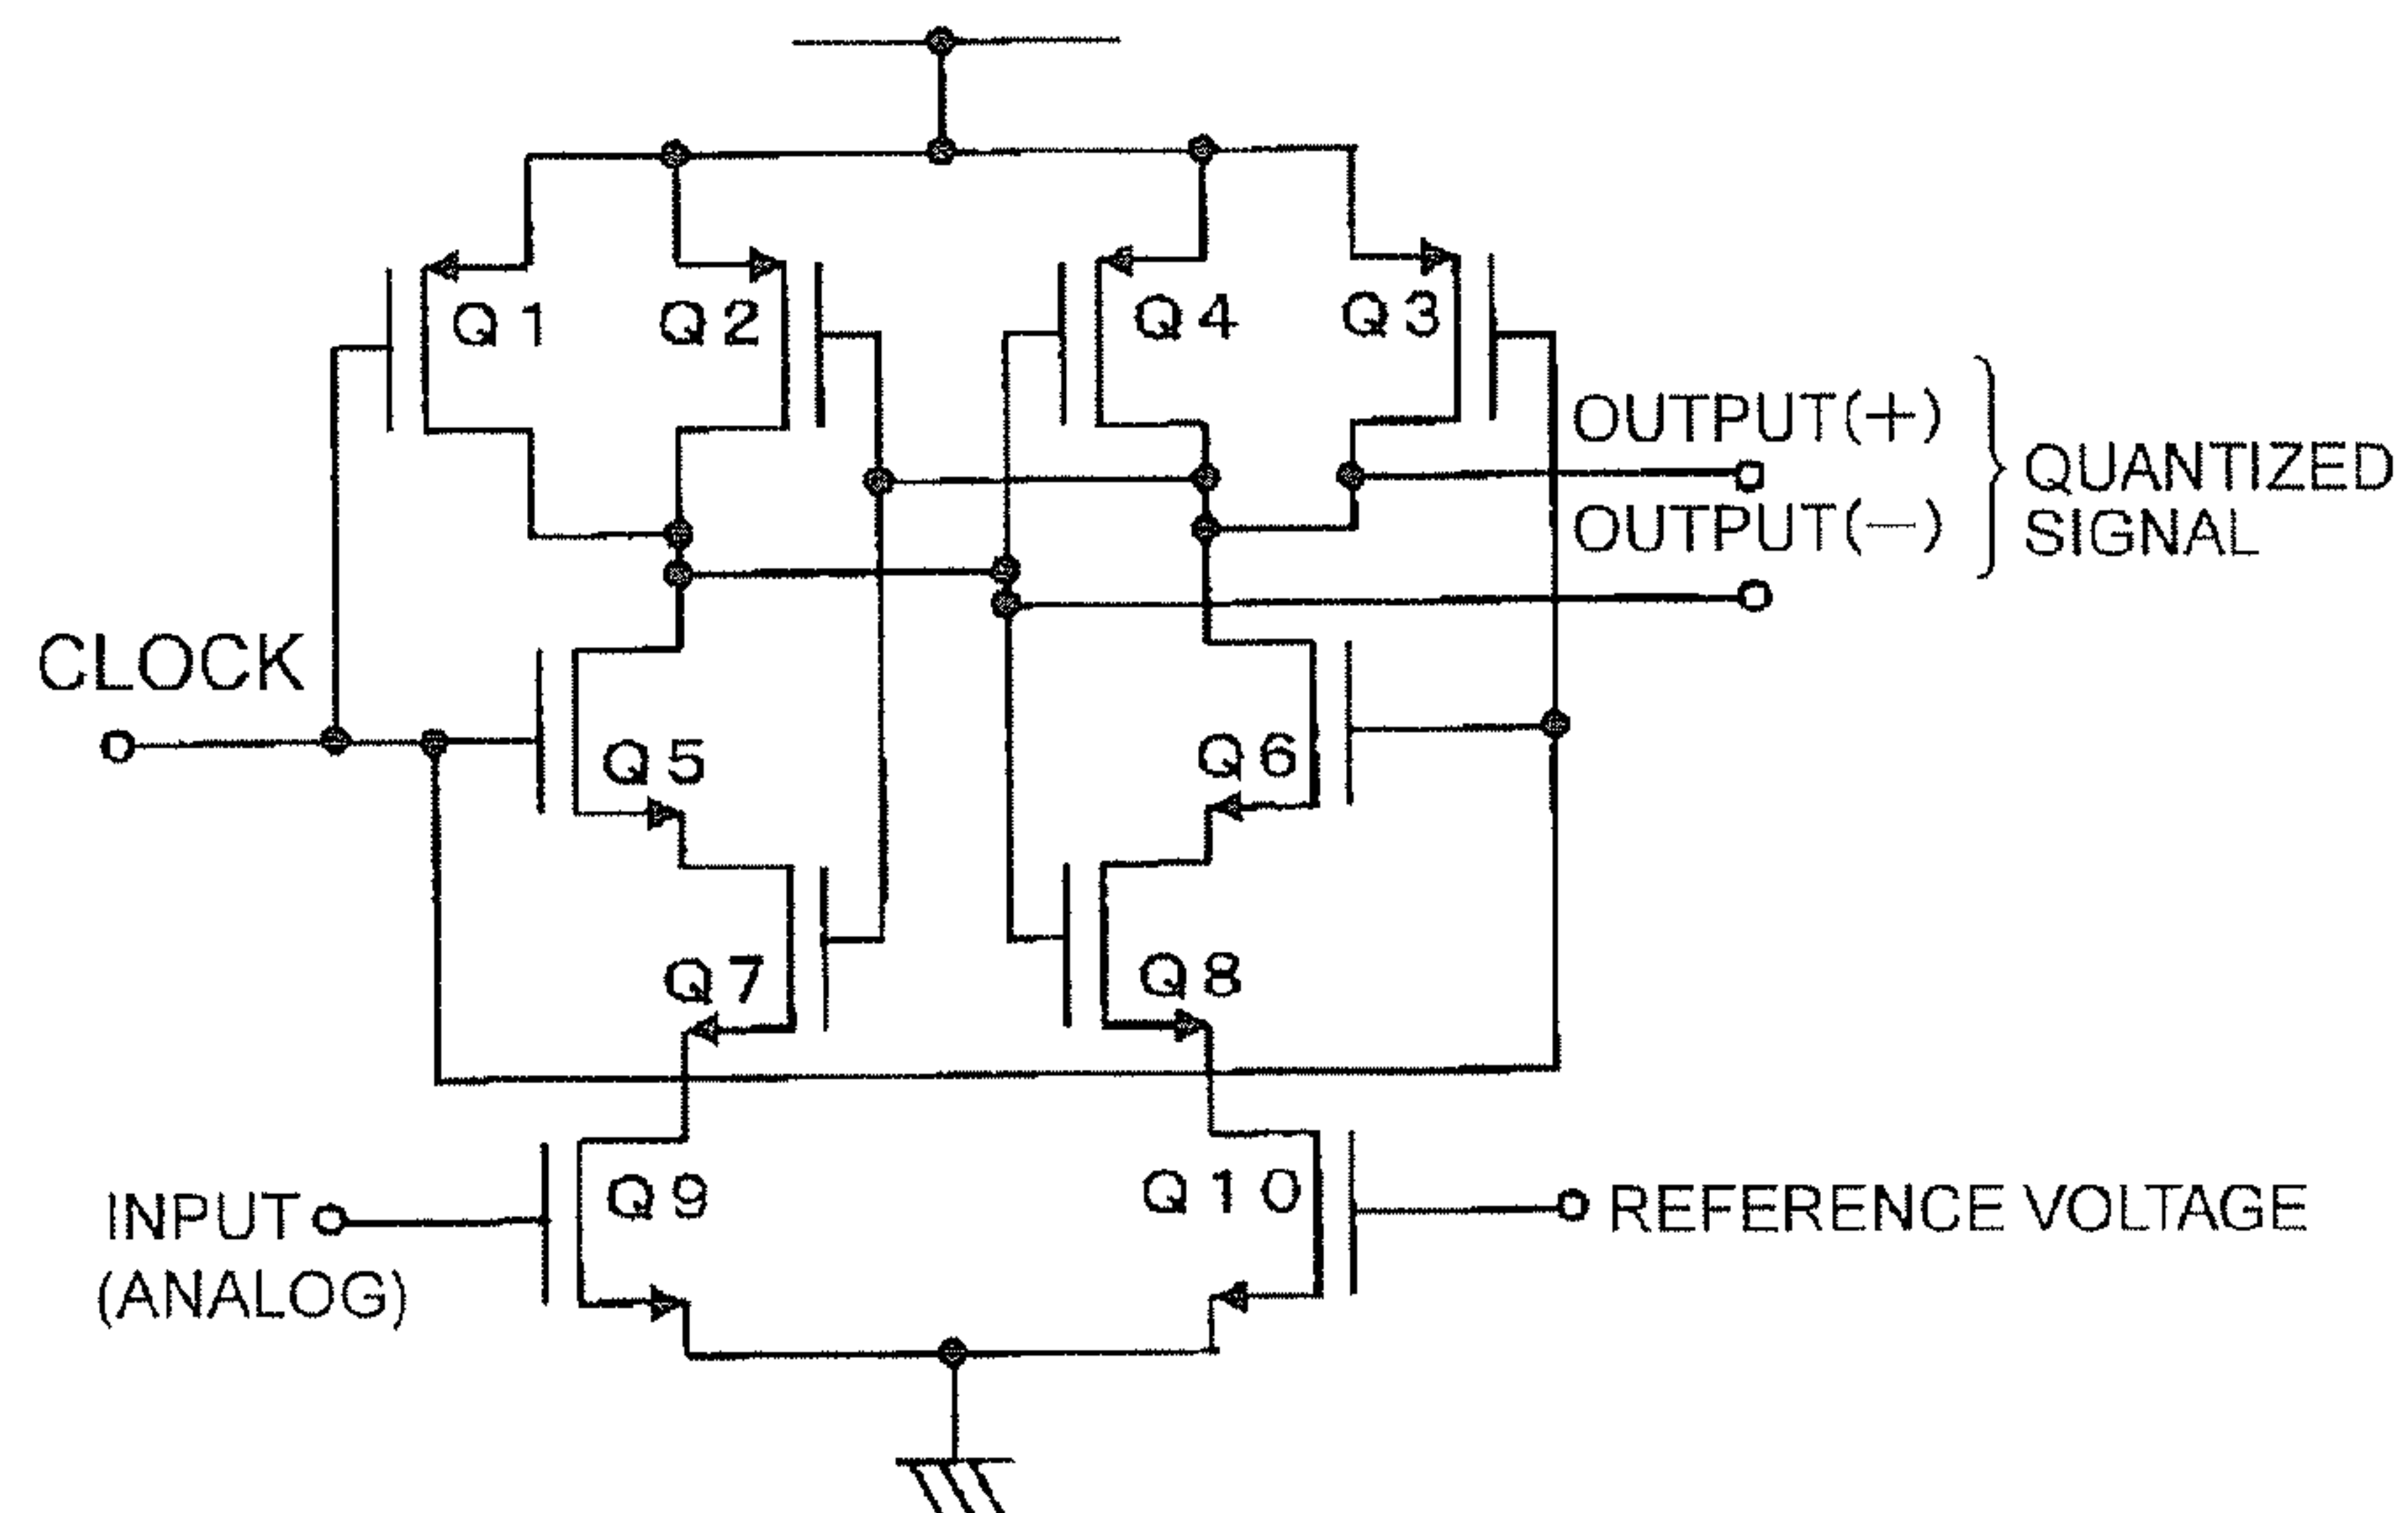 Q1
Q2
Q4
Q3
OUTPUT(+)
OUTPUT(−)
QUANTIZED
SIGNAL
CLOCK
Q5
Q6
Q7
Q8
INPUT
(ANALOG)
Q9
Q10
REFERENCE VOLTAGE